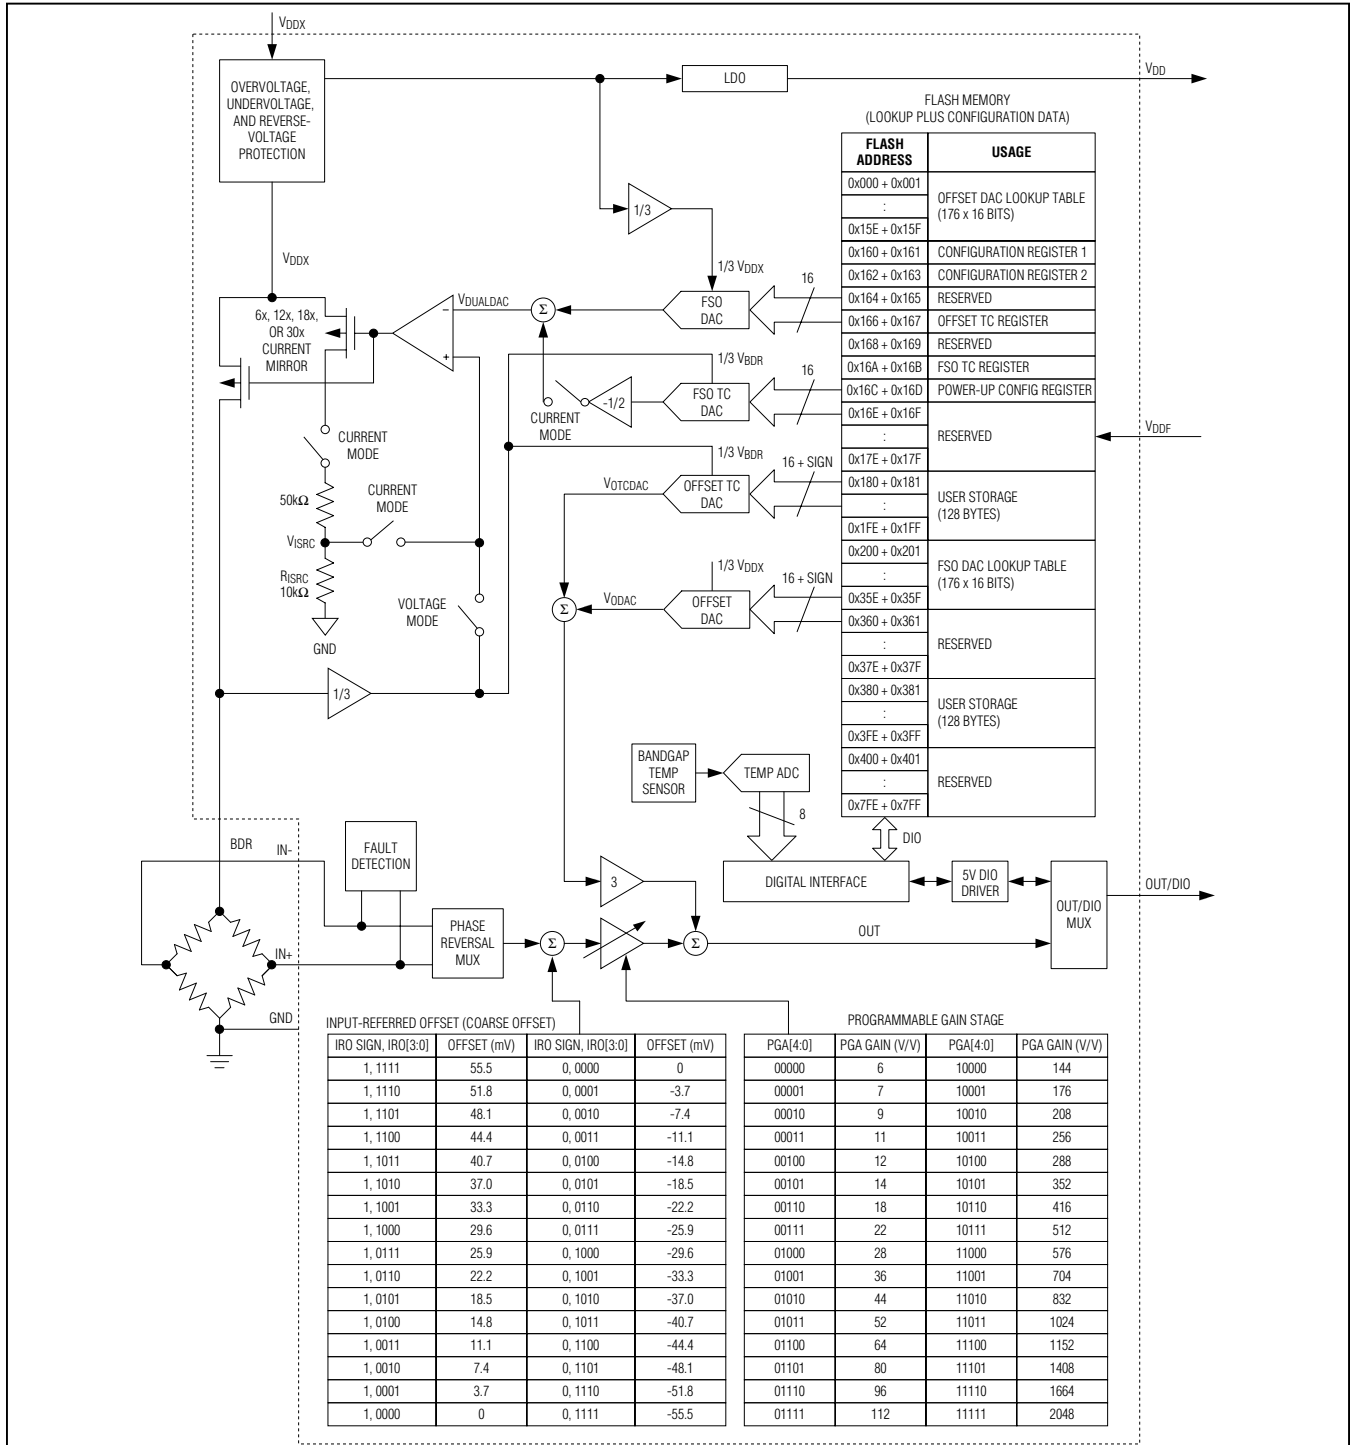 VDDX
OVERVOLTAGE,
UNDERVOLTAGE,
AND REVERSE-
VOLTAGE
PROTECTION
LDO
VDD
FLASH MEMORY
(LOOKUP PLUS CONFIGURATION DATA)
FLASH ADDRESS USAGE
0x000 + 0x001
:
0x15E + 0x15F
OFFSET DAC LOOKUP TABLE
(176 x 16 BITS)
0x160 + 0x161 CONFIGURATION REGISTER 1
0x162 + 0x163 CONFIGURATION REGISTER 2
0x164 + 0x165 RESERVED
0x166 + 0x167 OFFSET TC REGISTER
0x168 + 0x169 RESERVED
0x16A + 0x16B FSO TC REGISTER
0x16C + 0x16D POWER-UP CONFIG REGISTER
0x16E + 0x16F
:
0x17E + 0x17F
RESERVED
0x180 + 0x181
:
0x1FE + 0x1FF
USER STORAGE
(128 BYTES)
0x200 + 0x201
:
0x35E + 0x35F
FSO DAC LOOKUP TABLE
(176 x 16 BITS)
0x360 + 0x361
:
0x37E + 0x37F
RESERVED
0x380 + 0x381
:
0x3FE + 0x3FF
USER STORAGE
(128 BYTES)
0x400 + 0x401
:
0x7FE + 0x7FF
RESERVED
VDDF
1/3
1/3 VDDX
16
FSO
DAC
Σ
VDUALDAC
−
+
VDDX
6x, 12x, 18x,
OR 30x
CURRENT
MIRROR
1/3 VBDR
16
FSO TC
DAC
-1/2
CURRENT
MODE
CURRENT
MODE
50kΩ
CURRENT
MODE
VISRC
RISRC
10kΩ
GND
VOLTAGE
MODE
1/3
1/3 VBDR
16 + SIGN
OFFSET TC
DAC
VOTCDAC
1/3 VDDX
16 + SIGN
OFFSET
DAC
VODAC
Σ
BANDGAP
TEMP
SENSOR
TEMP ADC
8
DIO
DIGITAL INTERFACE
5V DIO
DRIVER
OUT/DIO
MUX
OUT/DIO
BDR
IN-
FAULT
DETECTION
IN+
PHASE
REVERSAL
MUX
Σ
3
Σ
OUT
GND
INPUT-REFERRED OFFSET (COARSE OFFSET)
IRO SIGN, IRO[3:0] OFFSET (mV) IRO SIGN, IRO[3:0] OFFSET (mV)
1, 1111 55.5 0, 0000 0
1, 1110 51.8 0, 0001 -3.7
1, 1101 48.1 0, 0010 -7.4
1, 1100 44.4 0, 0011 -11.1
1, 1011 40.7 0, 0100 -14.8
1, 1010 37.0 0, 0101 -18.5
1, 1001 33.3 0, 0110 -22.2
1, 1000 29.6 0, 0111 -25.9
1, 0111 25.9 0, 1000 -29.6
1, 0110 22.2 0, 1001 -33.3
1, 0101 18.5 0, 1010 -37.0
1, 0100 14.8 0, 1011 -40.7
1, 0011 11.1 0, 1100 -44.4
1, 0010 7.4 0, 1101 -48.1
1, 0001 3.7 0, 1110 -51.8
1, 0000 0 0, 1111 -55.5
PROGRAMMABLE GAIN STAGE
PGA[4:0] PGA GAIN (V/V) PGA[4:0] PGA GAIN (V/V)
00000 6 10000 144
00001 7 10001 176
00010 9 10010 208
00011 11 10011 256
00100 12 10100 288
00101 14 10101 352
00110 18 10110 416
00111 22 10111 512
01000 28 11000 576
01001 36 11001 704
01010 44 11010 832
01011 52 11011 1024
01100 64 11100 1152
01101 80 11101 1408
01110 96 11110 1664
01111 112 11111 2048